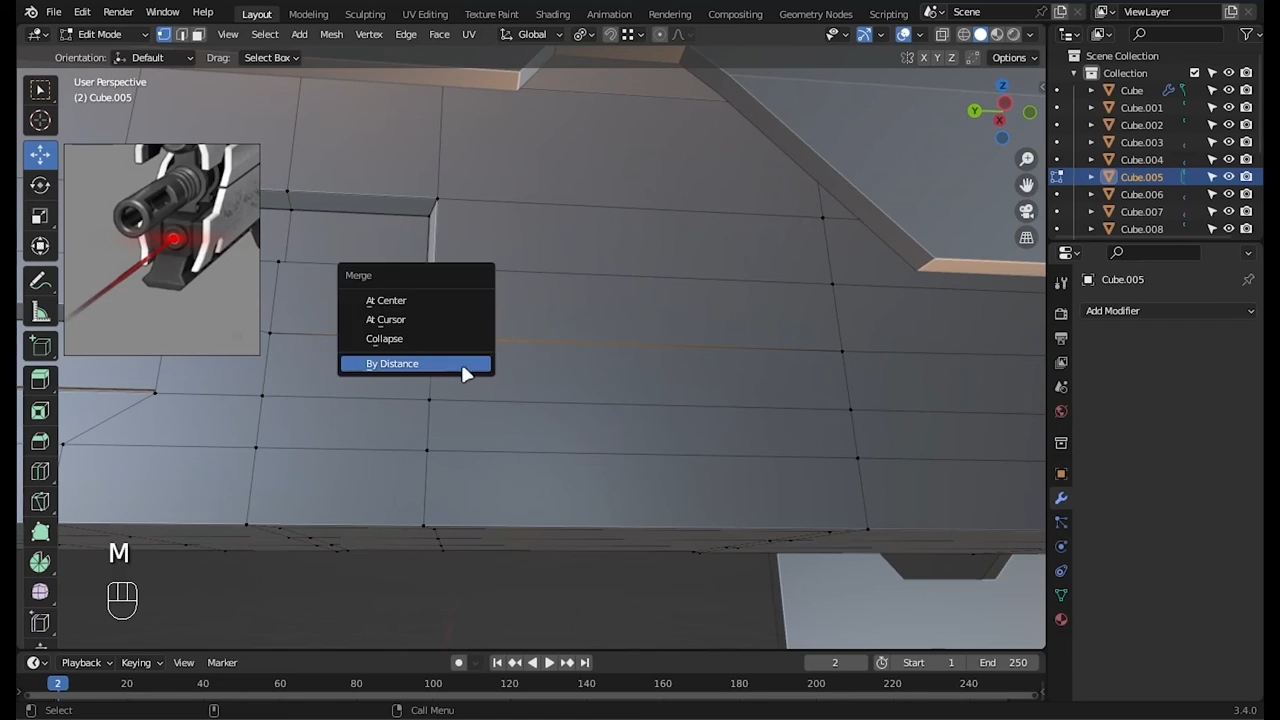 File Edit Render Window Help Layout Modeling Sculpting UV Editing Texture Paint Shading Animation Rendering Compositing Geometry Nodes Scripting Scene ViewLayer
Edit Mode View Select Add Mesh Vertex Edge Face UV Global
Orientation: Default Drag: Select Box X Y Z Options
User Perspective
(2) Cube.005
Z
Y
X
Merge
At Center
At Cursor
Collapse
By Distance
M
Scene Collection
Collection
Cube
Cube.001
Cube.002
Cube.003
Cube.004
Cube.005
Cube.006
Cube.007
Cube.008
Cube.005
Add Modifier
Playback Keying View Marker 2 Start 1 End 250
2 20 40 60 80 100 120 140 160 180 200 220 240
Select Call Menu 3.4.0